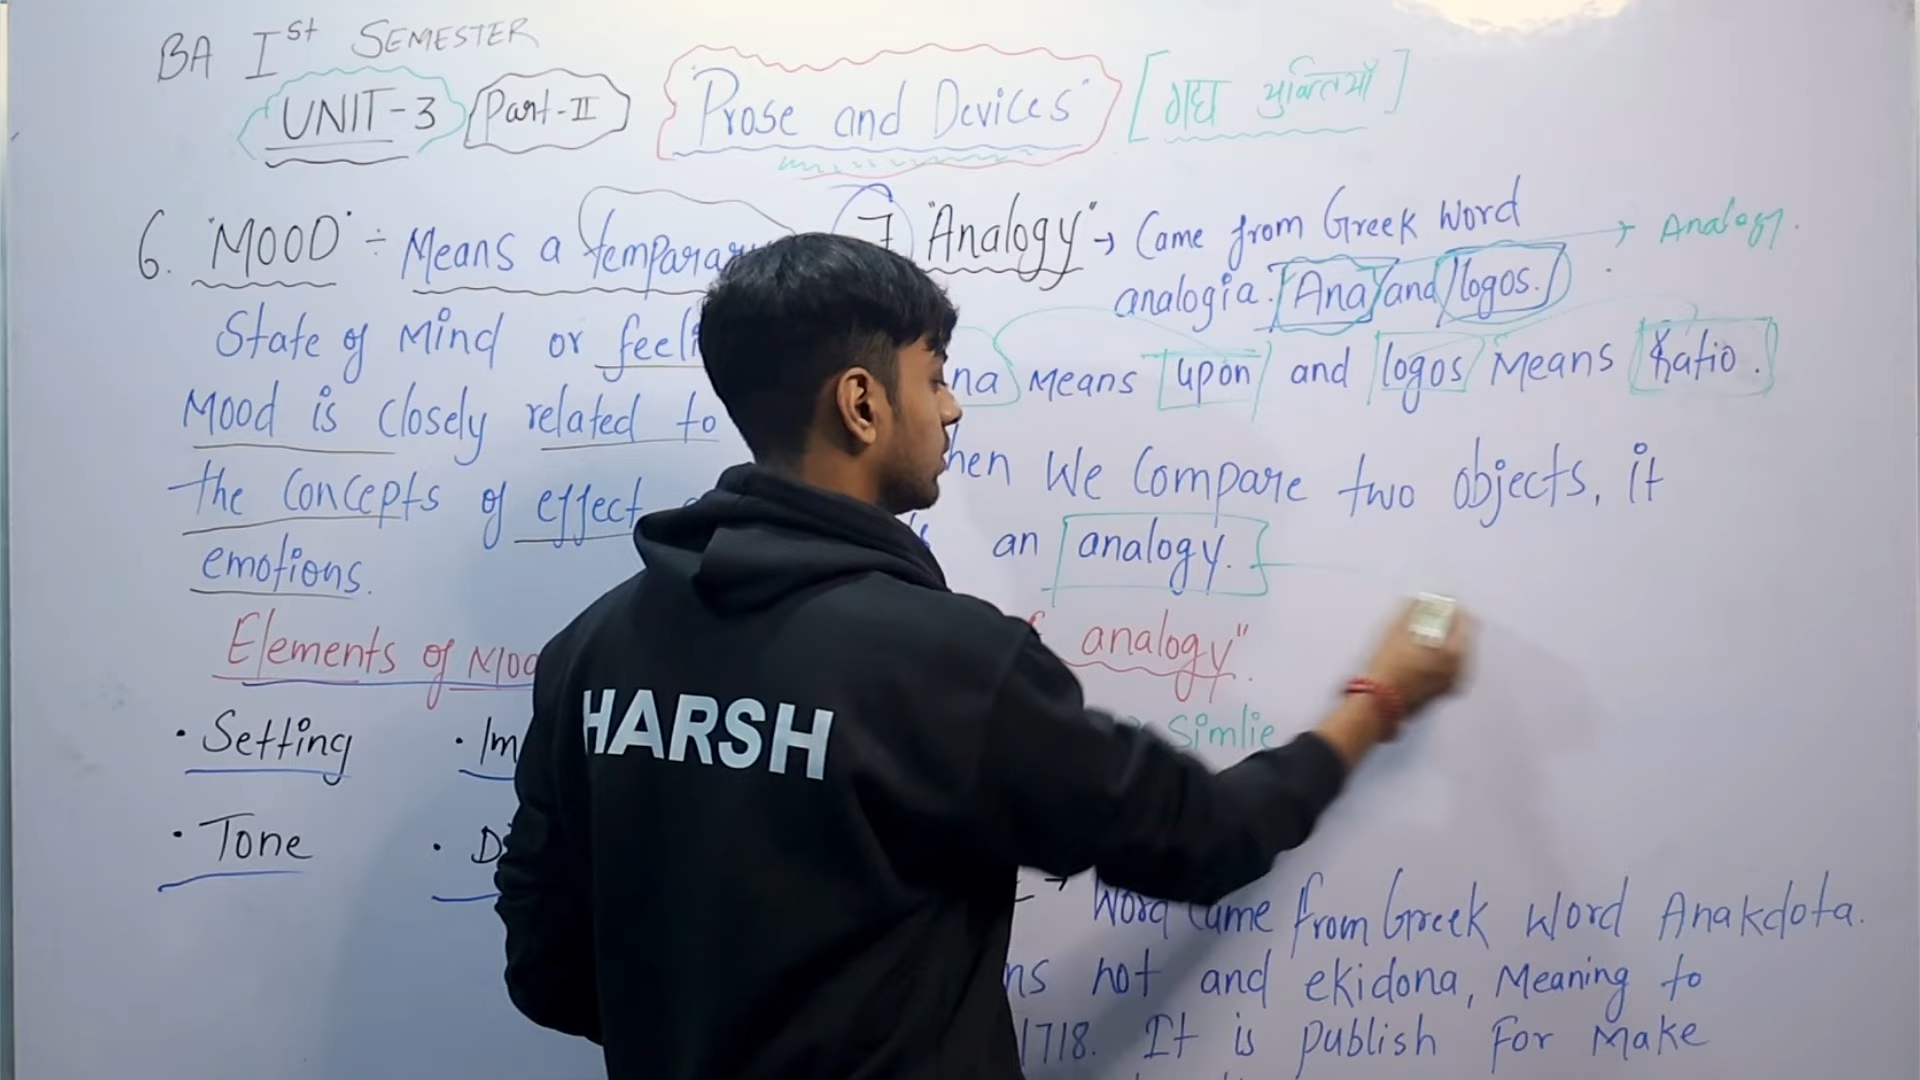 BA Ist SEMESTER
UNIT-3 Part-II "Prose and Devices" [गद्य युक्तियाँ]
6. "MOOD" ÷ Means a temparar
State of Mind or feeli
Mood is closely related to
the concepts of effect
emotions.
Elements of Moo
· Setting · Im
· Tone · D
7 "Analogy" → Came from Greek Word → Analogy.
analogia. Ana and logos.
na Means upon and logos Means Ratio.
hen We Compare two objects, it
an analogy.
analogy".
Simlie
→ Word Came from Greek Word Anakdota.
ns not and ekidona, Meaning to
1718. It is publish For Make
HARSH